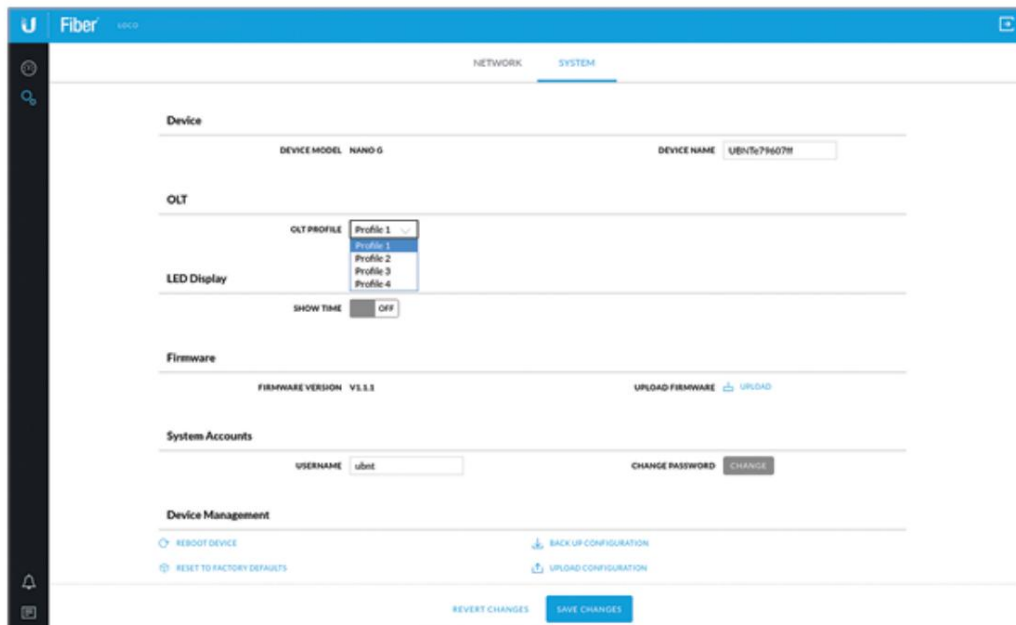 U Fiber LOCO
NETWORK SYSTEM
Device
DEVICE MODEL NANO G DEVICE NAME UBNTe79607ff
OLT
OLT PROFILE Profile 1
Profile 1
Profile 2
Profile 3
Profile 4
LED Display
SHOW TIME OFF
Firmware
FIRMWARE VERSION V1.1.1 UPLOAD FIRMWARE UPLOAD
System Accounts
USERNAME ubnt CHANGE PASSWORD CHANGE
Device Management
REBOOT DEVICE BACK UP CONFIGURATION
RESET TO FACTORY DEFAULTS UPLOAD CONFIGURATION
REVERT CHANGES SAVE CHANGES